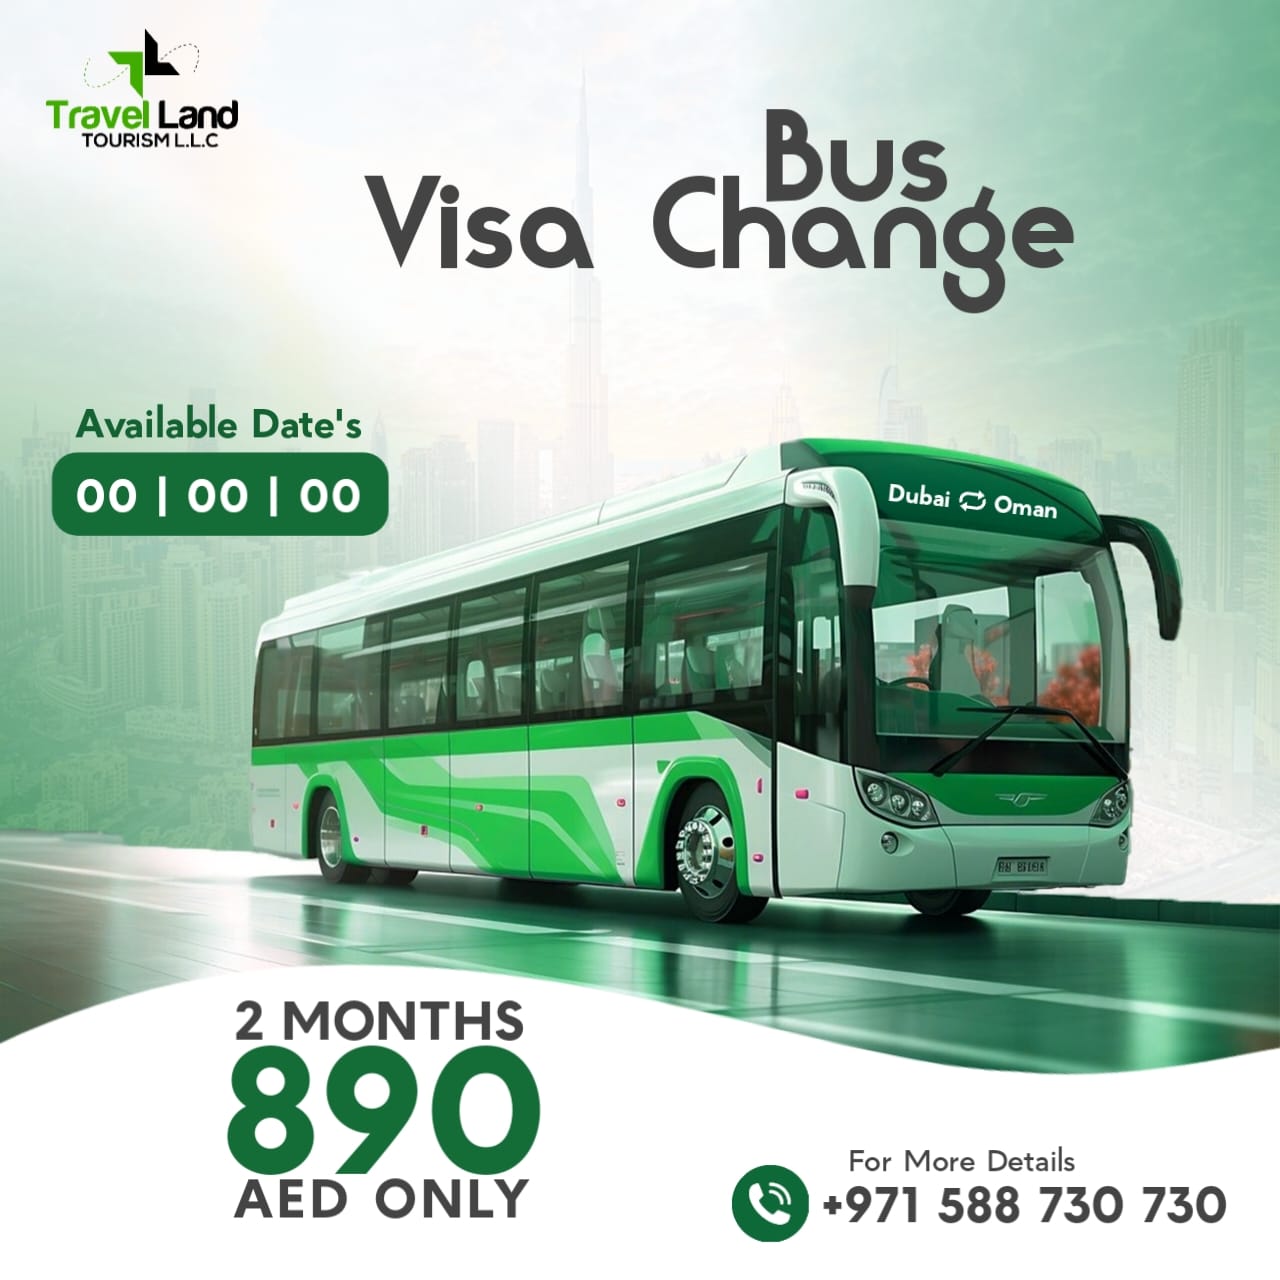 Travel Land
TOURISM L.L.C
Bus
Visa Change
Available Date's
00 | 00 | 00
Dubai Oman
2 MONTHS
890
AED ONLY
For More Details
+971 588 730 730